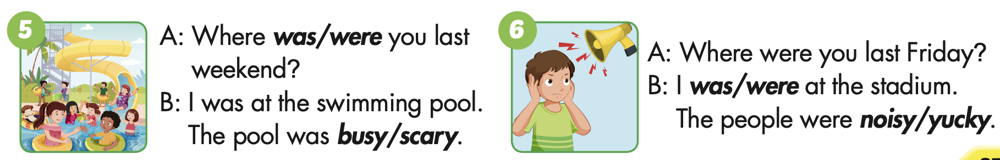 5
A: Where was/were you last
weekend?
B: I was at the swimming pool.
The pool was busy/scary.
6
A: Where were you last Friday?
B: I was/were at the stadium.
The people were noisy/yucky.